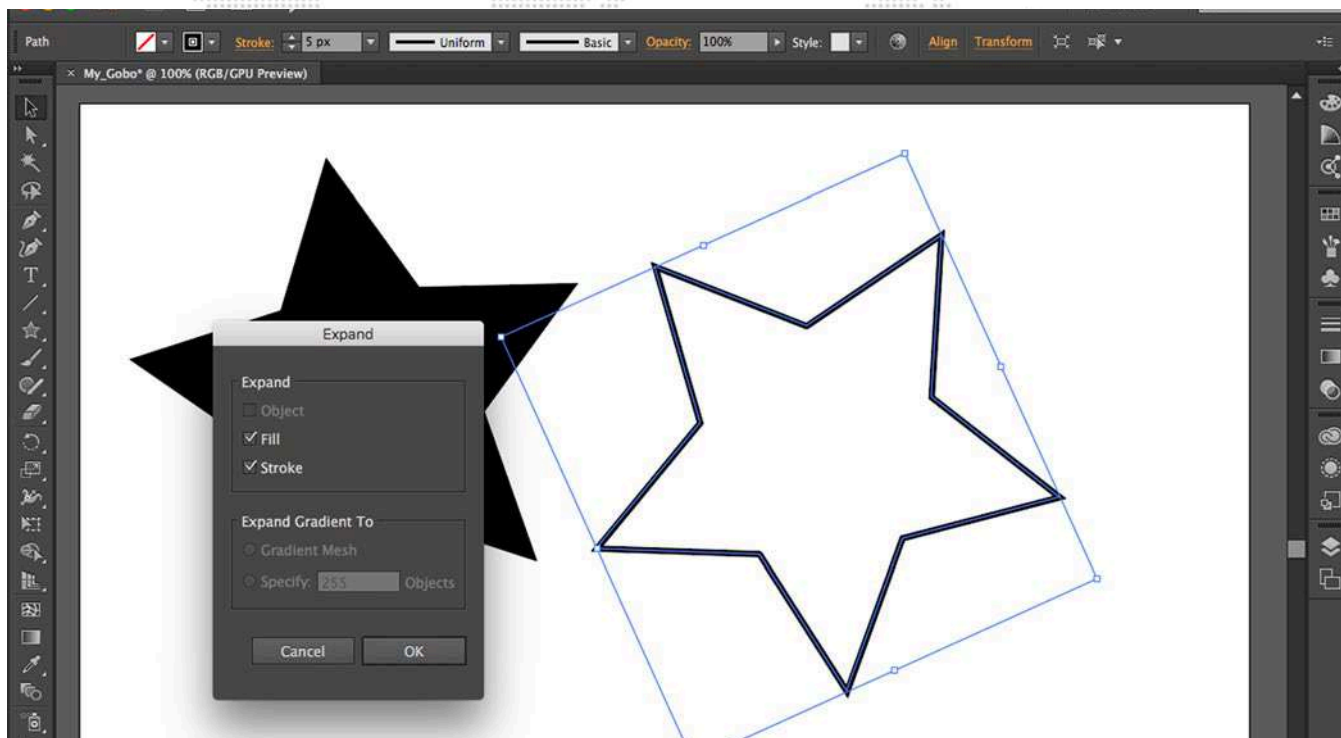 Path Stroke: 5 px Uniform Basic Opacity: 100% Style: Align Transform
× My_Gobo* @ 100% (RGB/GPU Preview)
Expand
Expand
Object
Fill
Stroke
Expand Gradient To
Gradient Mesh
Specify: 255 Objects
Cancel OK